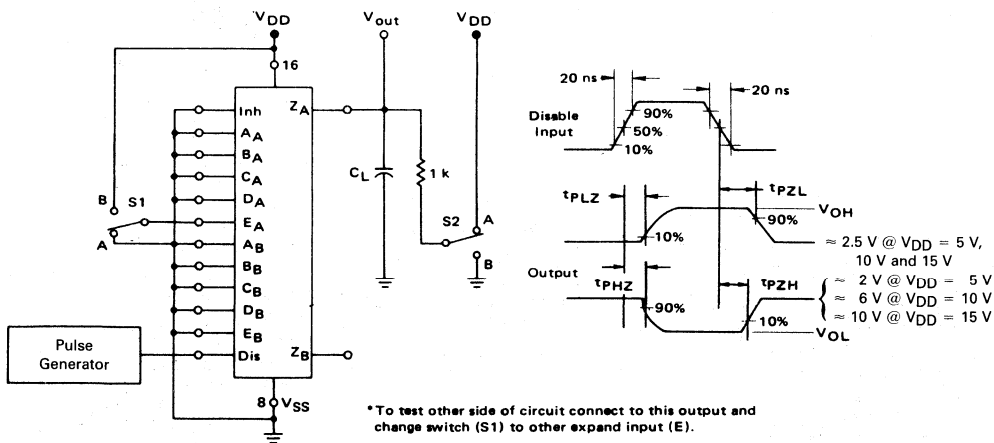 VDD
Vout
VDD
16
Inh
ZA
AA
BA
CA
DA
EA
AB
BB
CB
DB
EB
Dis
ZB
B
S1
A
CL
1 k
S2
A
B
Pulse
Generator
8
VSS
20 ns
20 ns
Disable
Input
90%
50%
10%
tPLZ
tPZL
VOH
90%
10%
≈ 2.5 V @ VDD = 5 V,
10 V and 15 V
Output
tPHZ
tPZH
≈ 2 V @ VDD = 5 V
≈ 6 V @ VDD = 10 V
≈ 10 V @ VDD = 15 V
90%
10%
VOL
*To test other side of circuit connect to this output and
change switch (S1) to other expand input (E).